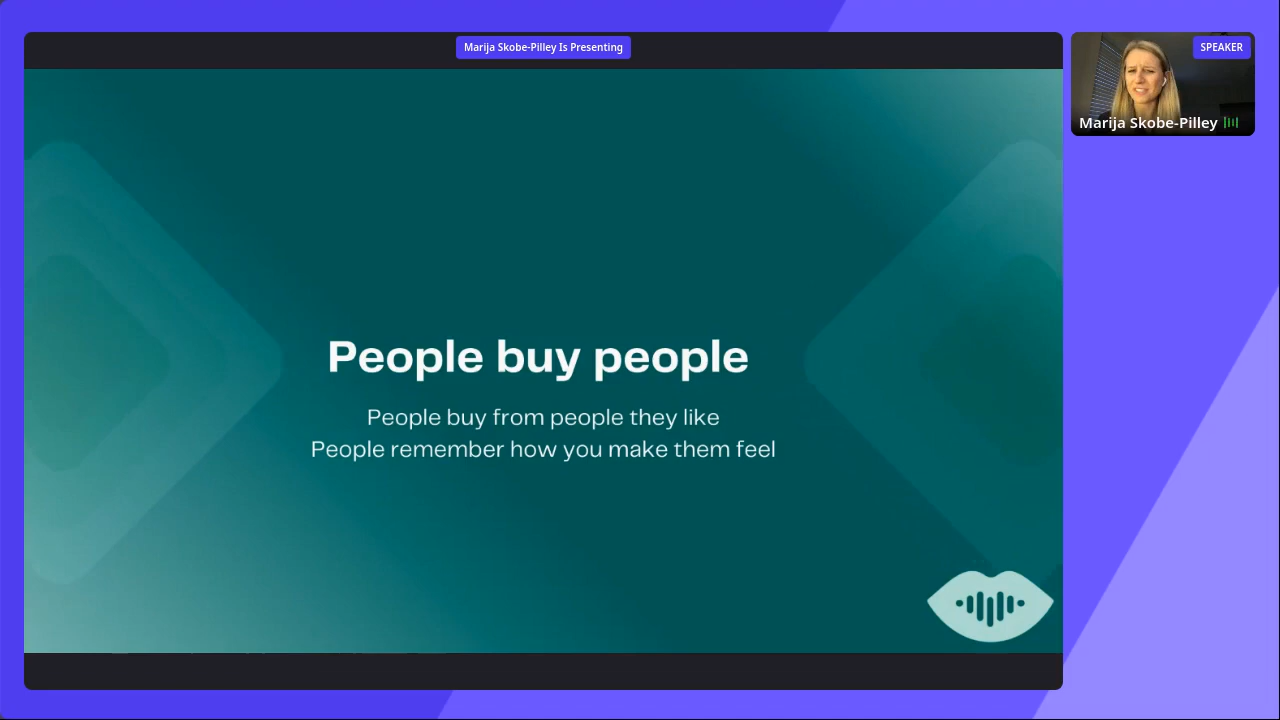 Marija Skobe-Pilley Is Presenting
SPEAKER
Marija Skobe-Pilley
People buy people
People buy from people they like
People remember how you make them feel